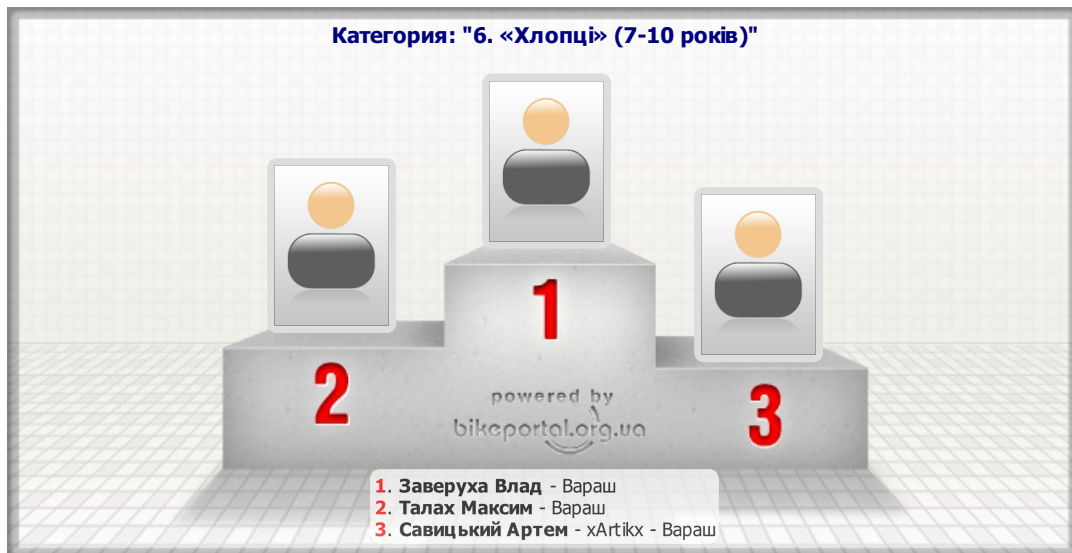 Категория: "6. «Хлопці» (7-10 років)"
1
2
3
powered by
bikeportal.org.ua
1. Заверуха Влад - Вараш
2. Талах Максим - Вараш
3. Савицький Артем - xArtikx - Вараш